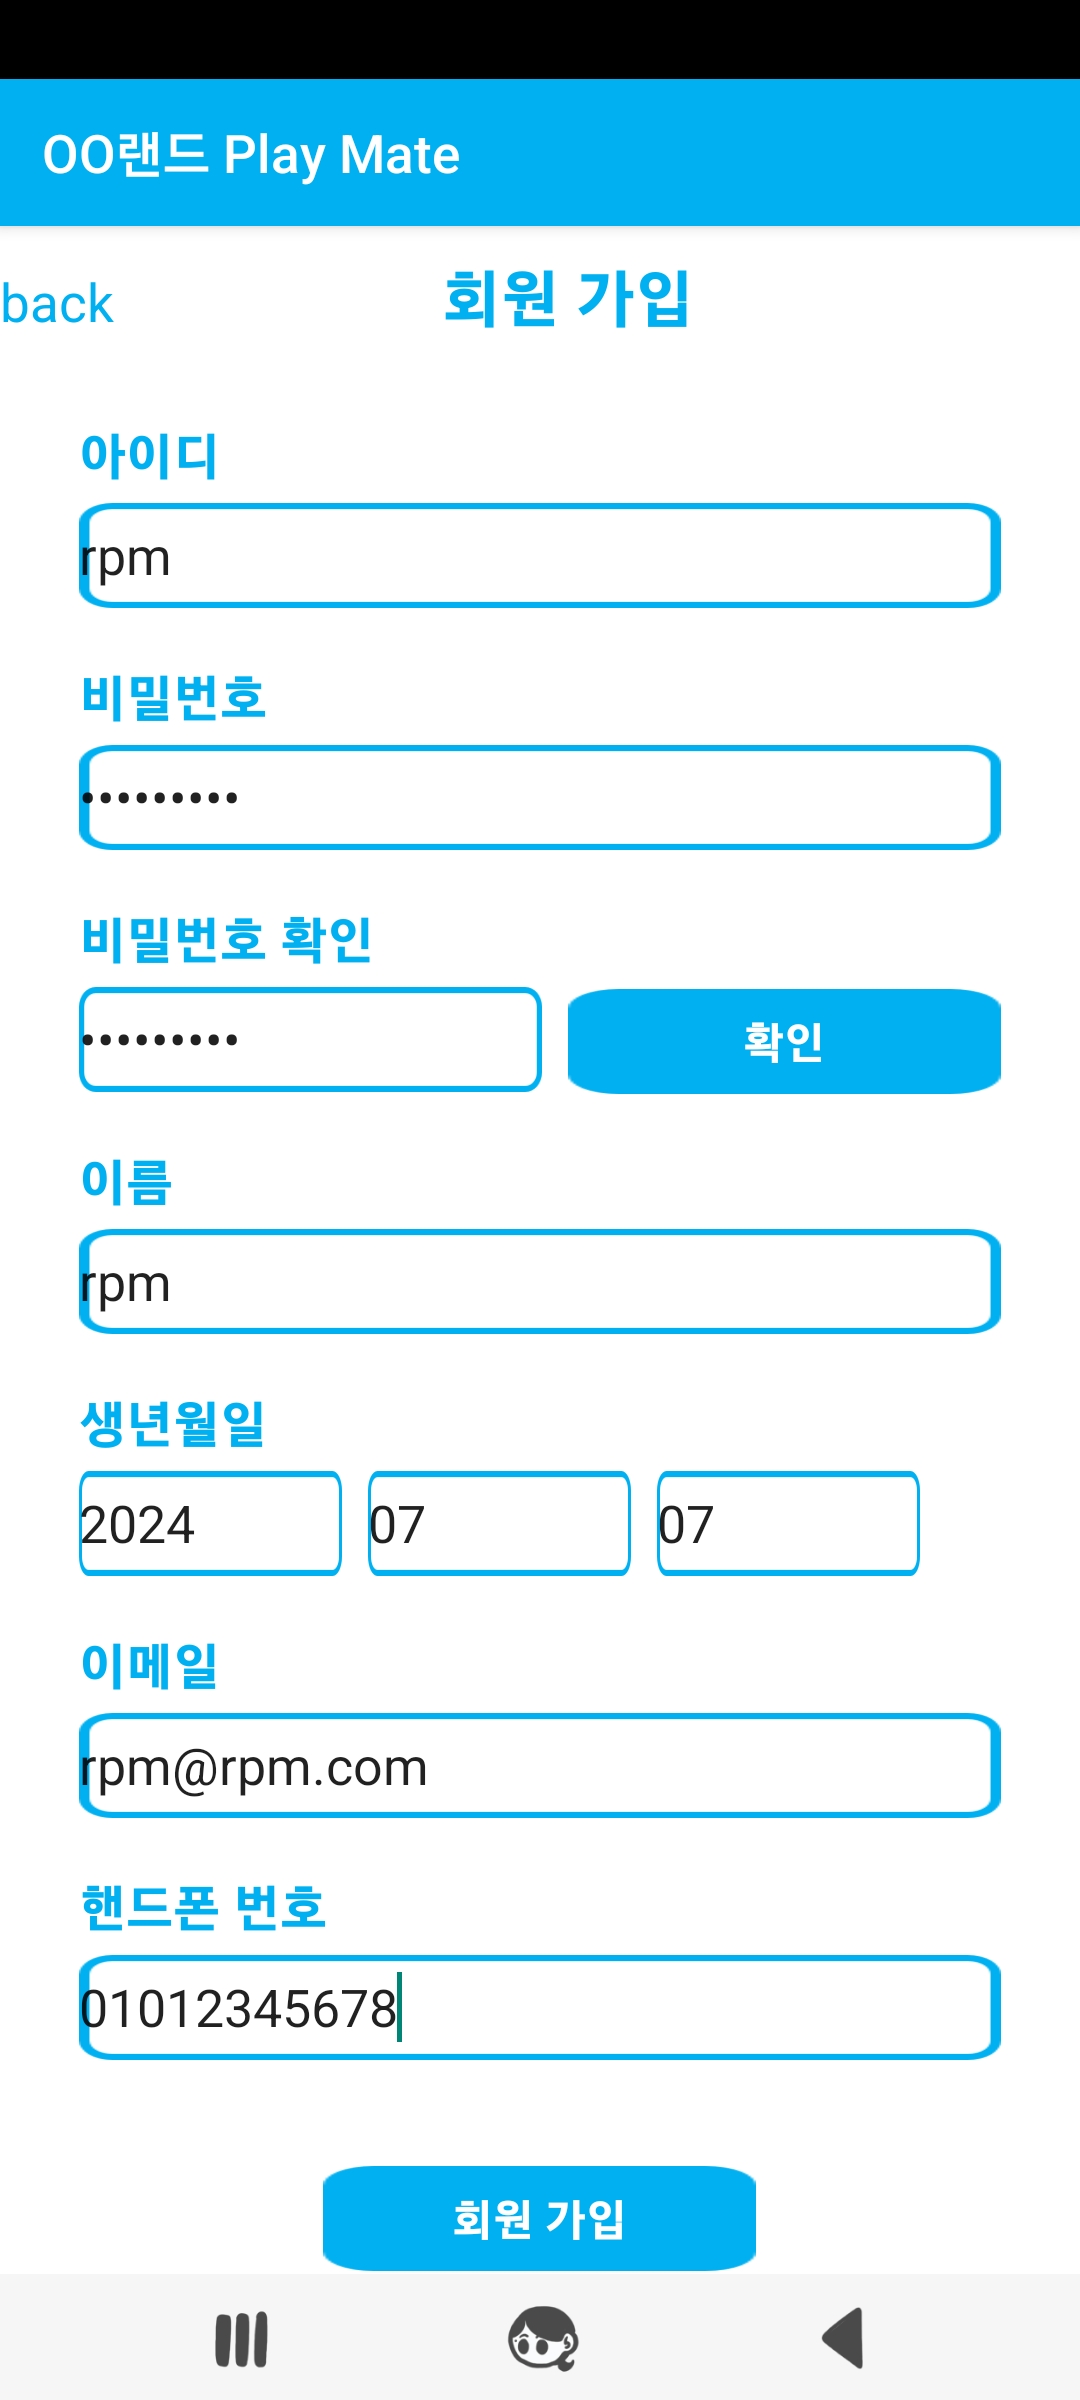 OO랜드 Play Mate
back
회원 가입
아이디
rpm
비밀번호
•••••••••
비밀번호 확인
•••••••••
확인
이름
rpm
생년월일
2024 07 07
이메일
rpm@rpm.com
핸드폰 번호
01012345678
회원 가입